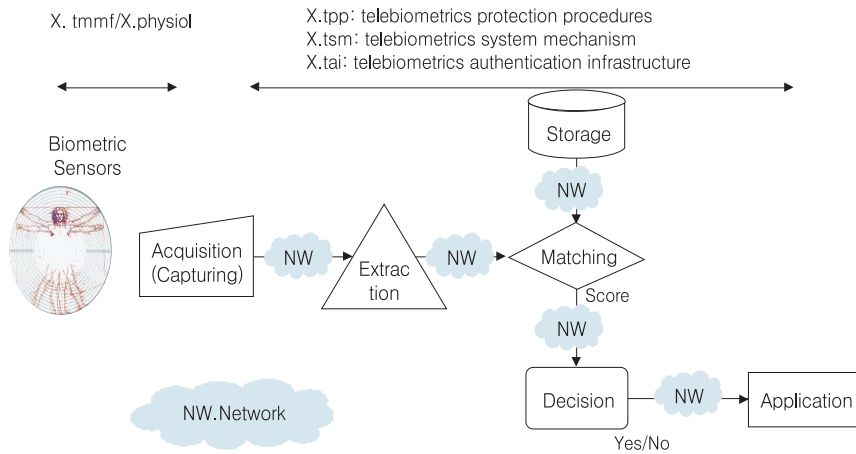 X. tmmf/X.physiol
X.tpp: telebiometrics protection procedures
X.tsm: telebiometrics system mechanism
X.tai: telebiometrics authentication infrastructure
Biometric
Sensors
Storage
NW
Acquisition
(Capturing)
NW
Extrac
tion
NW
Matching
Score
NW
NW.Network
Decision
NW
Application
Yes/No